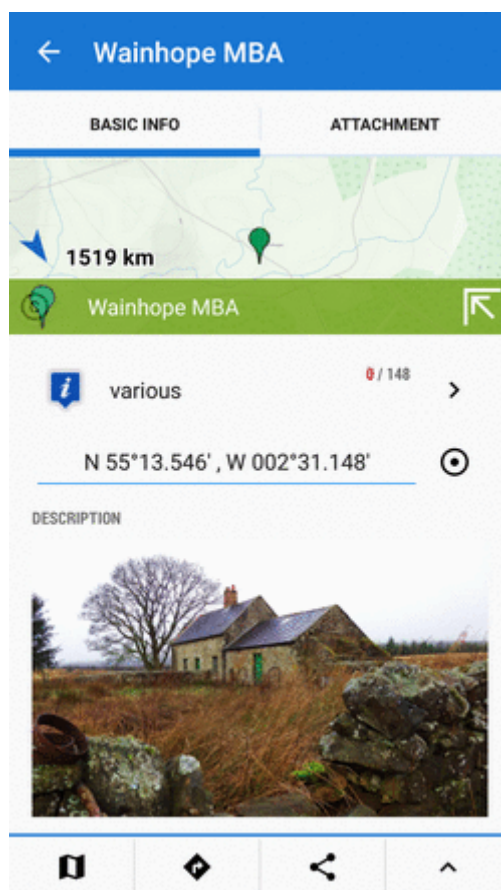 Wainhope MBA
BASIC INFO ATTACHMENT
1519 km
Wainhope MBA
various 0 / 148
N 55°13.546' , W 002°31.148'
DESCRIPTION